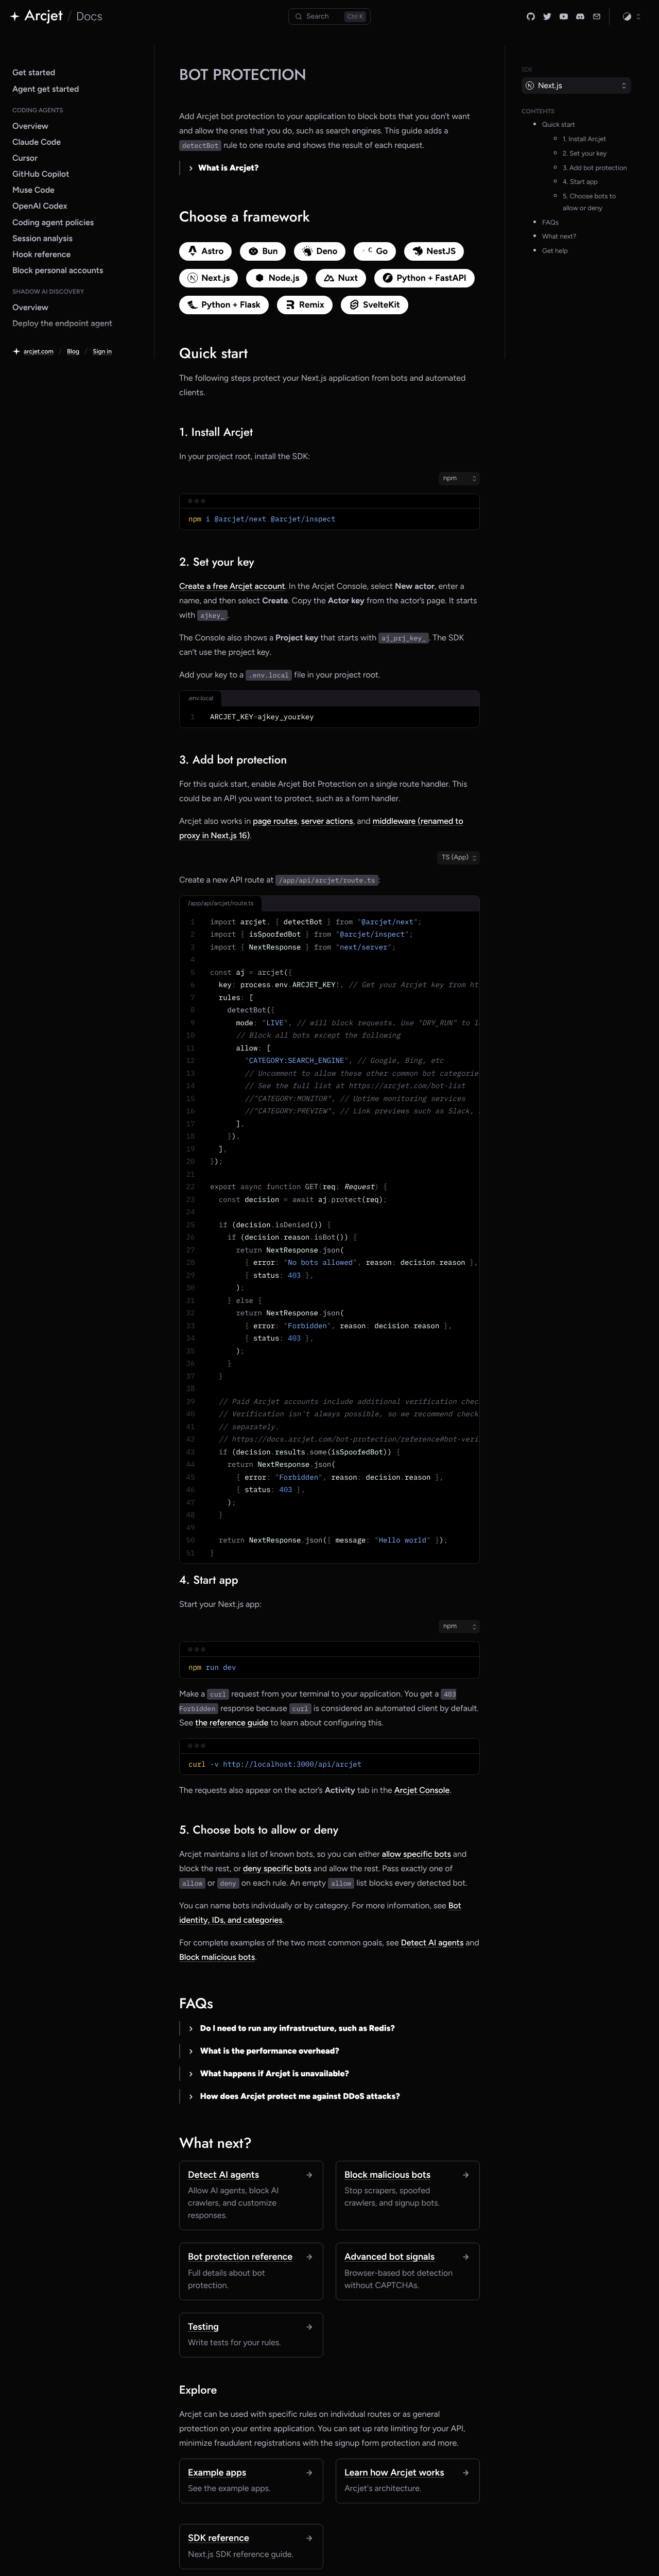 Arcjet / Docs
Search
Ctrl K
Get started
Agent get started
CODING AGENTS
Overview
Claude Code
Cursor
GitHub Copilot
Muse Code
OpenAI Codex
Coding agent policies
Session analysis
Hook reference
Block personal accounts
SHADOW AI DISCOVERY
Overview
Deploy the endpoint agent
arcjet.com / Blog / Sign in
SDK
Next.js
CONTENTS
Quick start
1. Install Arcjet
2. Set your key
3. Add bot protection
4. Start app
5. Choose bots to
allow or deny
FAQs
What next?
Get help
BOT PROTECTION
Add Arcjet bot protection to your application to block bots that you don’t want
and allow the ones that you do, such as search engines. This guide adds a
detectBot rule to one route and shows the result of each request.
What is Arcjet?
Choose a framework
Astro
Bun
Deno
Go
NestJS
Next.js
Node.js
Nuxt
Python + FastAPI
Python + Flask
Remix
SvelteKit
Quick start
The following steps protect your Next.js application from bots and automated
clients.
1. Install Arcjet
In your project root, install the SDK:
npm
npm i @arcjet/next @arcjet/inspect
2. Set your key
Create a free Arcjet account. In the Arcjet Console, select New actor, enter a
name, and then select Create. Copy the Actor key from the actor’s page. It starts
with ajkey_.
The Console also shows a Project key that starts with aj_prj_key_. The SDK
can’t use the project key.
Add your key to a .env.local file in your project root.
.env.local
1 ARCJET_KEY=ajkey_yourkey
3. Add bot protection
For this quick start, enable Arcjet Bot Protection on a single route handler. This
could be an API you want to protect, such as a form handler.
Arcjet also works in page routes, server actions, and middleware (renamed to
proxy in Next.js 16).
TS (App)
Create a new API route at /app/api/arcjet/route.ts:
/app/api/arcjet/route.ts
1 import arcjet, { detectBot } from "@arcjet/next";
2 import { isSpoofedBot } from "@arcjet/inspect";
3 import { NextResponse } from "next/server";
4
5 const aj = arcjet({
6 key: process.env.ARCJET_KEY!, // Get your Arcjet key from ht
7 rules: [
8 detectBot({
9 mode: "LIVE", // will block requests. Use "DRY_RUN" to l
10 // Block all bots except the following
11 allow: [
12 "CATEGORY:SEARCH_ENGINE", // Google, Bing, etc
13 // Uncomment to allow these other common bot categorie
14 // See the full list at https://arcjet.com/bot-list
15 //"CATEGORY:MONITOR", // Uptime monitoring services
16 //"CATEGORY:PREVIEW", // Link previews such as Slack,
17 ],
18 }),
19 ],
20 });
21
22 export async function GET(req: Request) {
23 const decision = await aj.protect(req);
24
25 if (decision.isDenied()) {
26 if (decision.reason.isBot()) {
27 return NextResponse.json(
28 { error: "No bots allowed", reason: decision.reason },
29 { status: 403 },
30 );
31 } else {
32 return NextResponse.json(
33 { error: "Forbidden", reason: decision.reason },
34 { status: 403 },
35 );
36 }
37 }
38
39 // Paid Arcjet accounts include additional verification chec
40 // Verification isn't always possible, so we recommend check
41 // separately.
42 // https://docs.arcjet.com/bot-protection/reference#bot-veri
43 if (decision.results.some(isSpoofedBot)) {
44 return NextResponse.json(
45 { error: "Forbidden", reason: decision.reason },
46 { status: 403 },
47 );
48 }
49
50 return NextResponse.json({ message: "Hello world" });
51 }
4. Start app
Start your Next.js app:
npm
npm run dev
Make a curl request from your terminal to your application. You get a 403
Forbidden response because curl is considered an automated client by default.
See the reference guide to learn about configuring this.
curl -v http://localhost:3000/api/arcjet
The requests also appear on the actor’s Activity tab in the Arcjet Console.
5. Choose bots to allow or deny
Arcjet maintains a list of known bots, so you can either allow specific bots and
block the rest, or deny specific bots and allow the rest. Pass exactly one of
allow or deny on each rule. An empty allow list blocks every detected bot.
You can name bots individually or by category. For more information, see Bot
identity, IDs, and categories.
For complete examples of the two most common goals, see Detect AI agents and
Block malicious bots.
FAQs
Do I need to run any infrastructure, such as Redis?
What is the performance overhead?
What happens if Arcjet is unavailable?
How does Arcjet protect me against DDoS attacks?
What next?
Detect AI agents
Allow AI agents, block AI
crawlers, and customize
responses.
Block malicious bots
Stop scrapers, spoofed
crawlers, and signup bots.
Bot protection reference
Full details about bot
protection.
Advanced bot signals
Browser-based bot detection
without CAPTCHAs.
Testing
Write tests for your rules.
Explore
Arcjet can be used with specific rules on individual routes or as general
protection on your entire application. You can set up rate limiting for your API,
minimize fraudulent registrations with the signup form protection and more.
Example apps
See the example apps.
Learn how Arcjet works
Arcjet's architecture.
SDK reference
Next.js SDK reference guide.